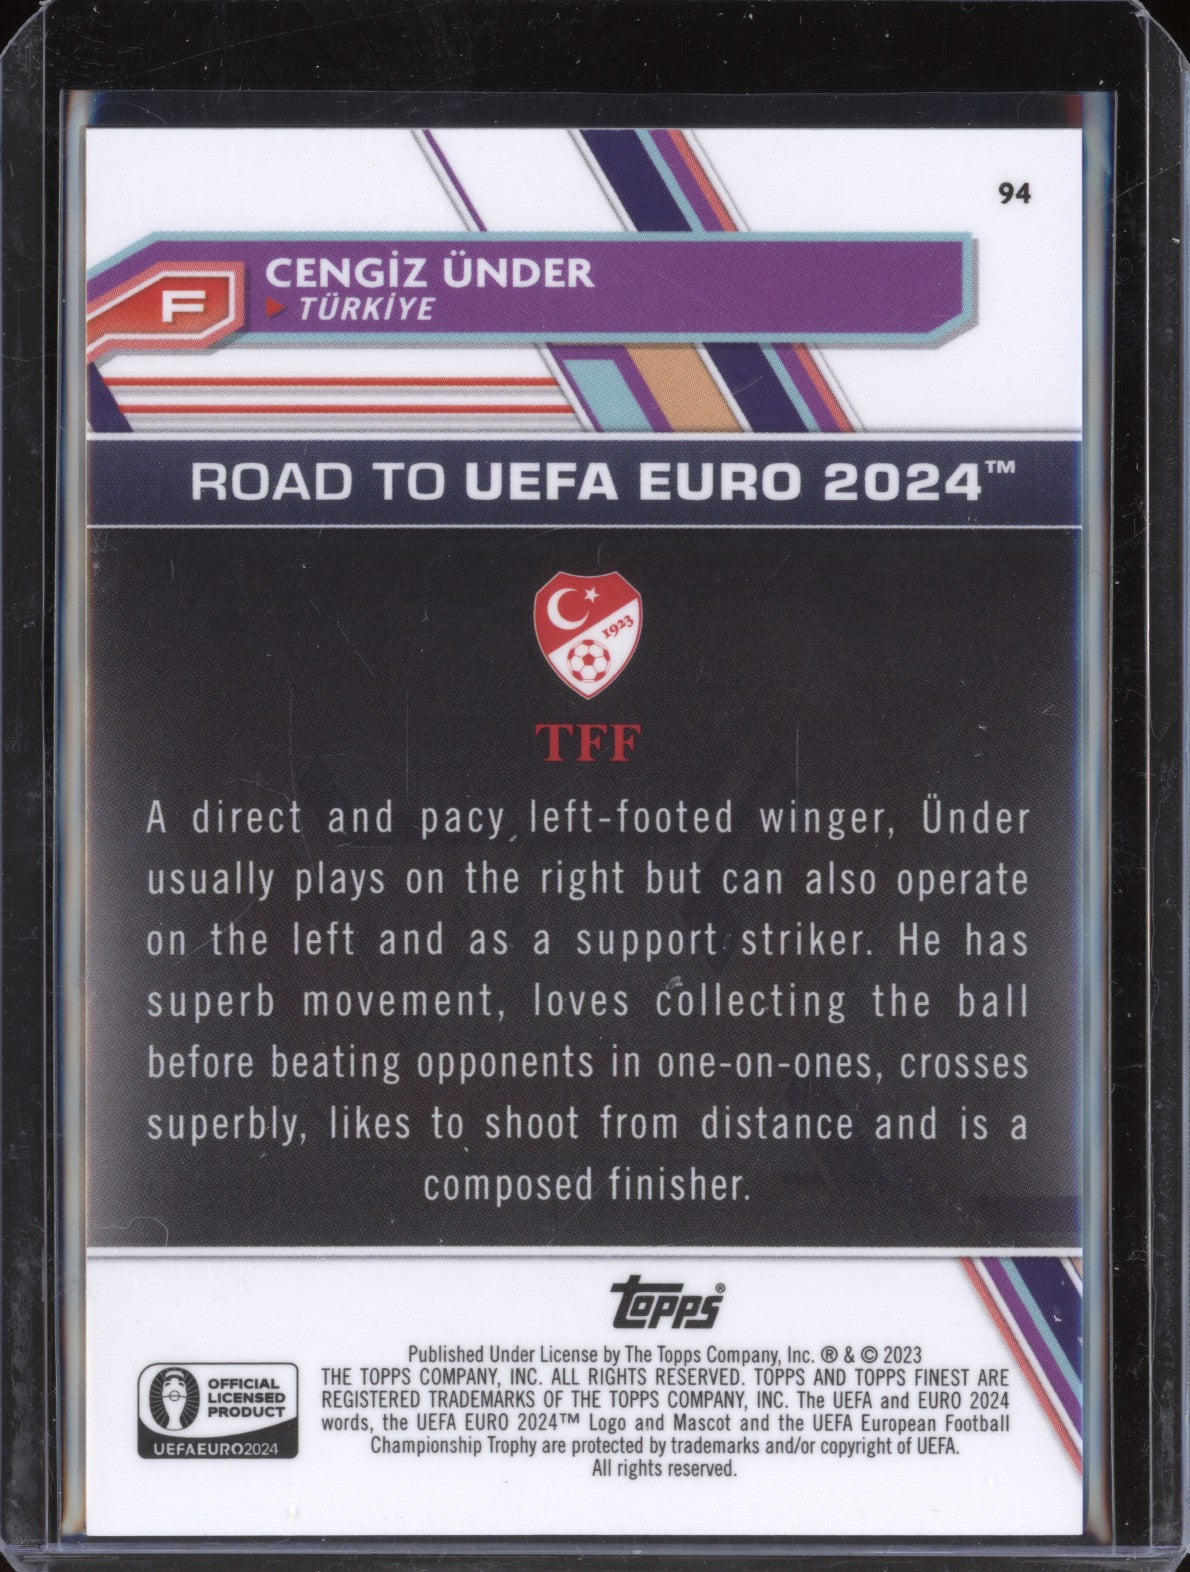 94
CENGİZ ÜNDER
F
TÜRKİYE
ROAD TO UEFA EURO 2024™
1923
TFF
A direct and pacy left-footed winger, Ünder
usually plays on the right but can also operate
on the left and as a support striker. He has
superb movement, loves collecting the ball
before beating opponents in one-on-ones, crosses
superbly, likes to shoot from distance and is a
composed finisher.
Topps®
Published Under License by The Topps Company, Inc. ® & © 2023
THE TOPPS COMPANY, INC. ALL RIGHTS RESERVED. TOPPS AND TOPPS FINEST ARE
REGISTERED TRADEMARKS OF THE TOPPS COMPANY, INC. The UEFA and EURO 2024
words, the UEFA EURO 2024™ Logo and Mascot and the UEFA European Football
Championship Trophy are protected by trademarks and/or copyright of UEFA.
All rights reserved.
OFFICIAL
LICENSED
PRODUCT
UEFAEURO2024